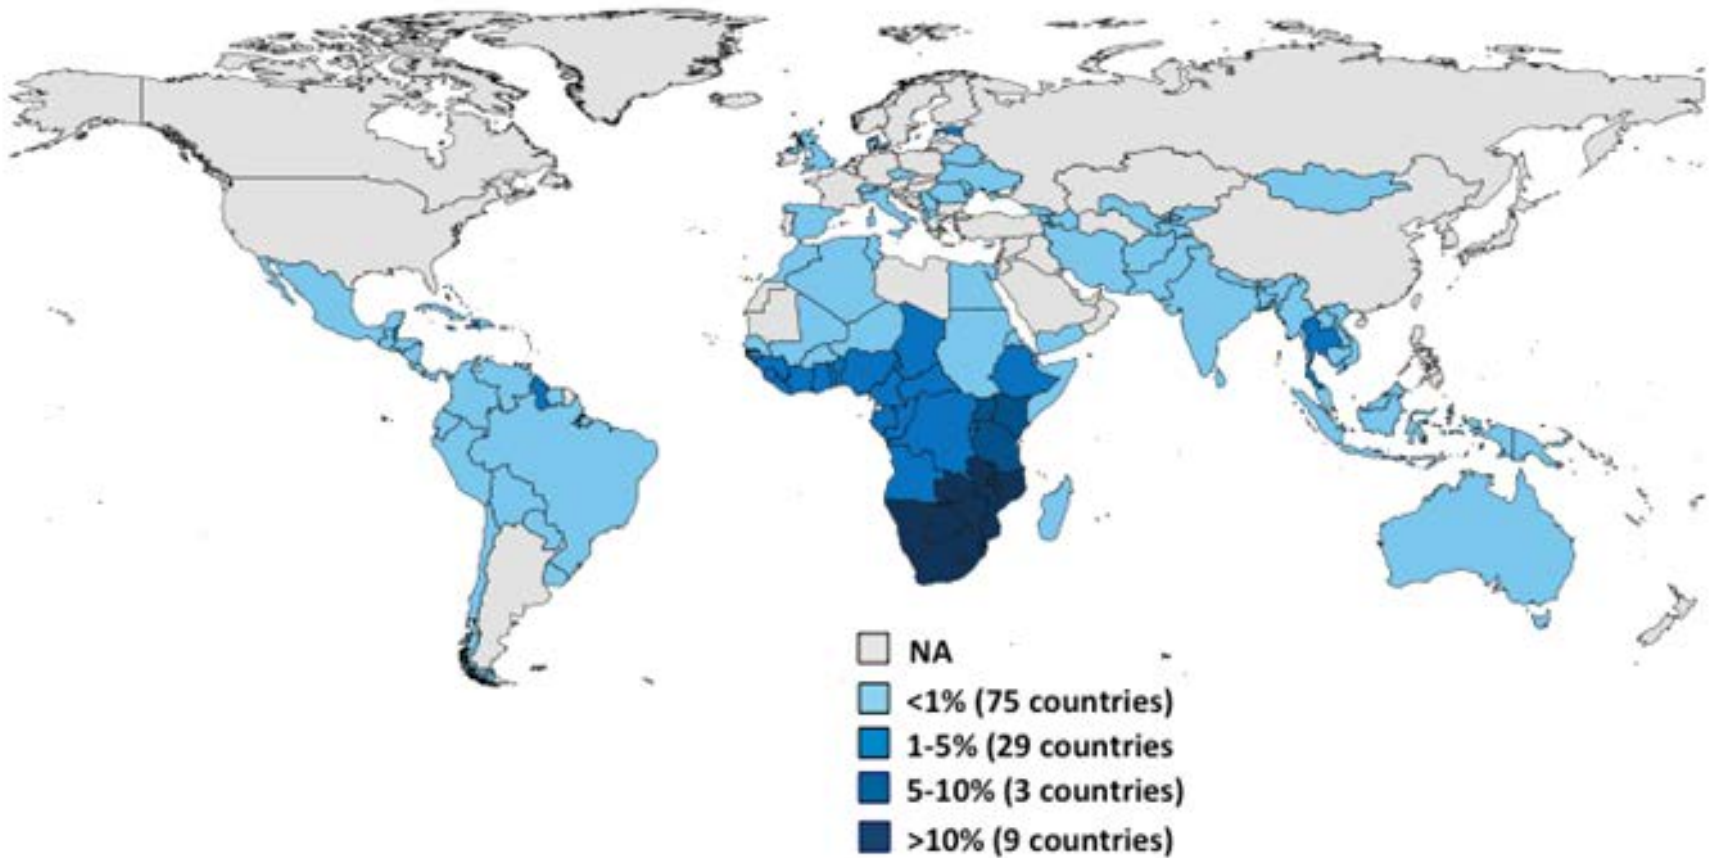 NA
<1% (75 countries)
1-5% (29 countries
5-10% (3 countries)
>10% (9 countries)